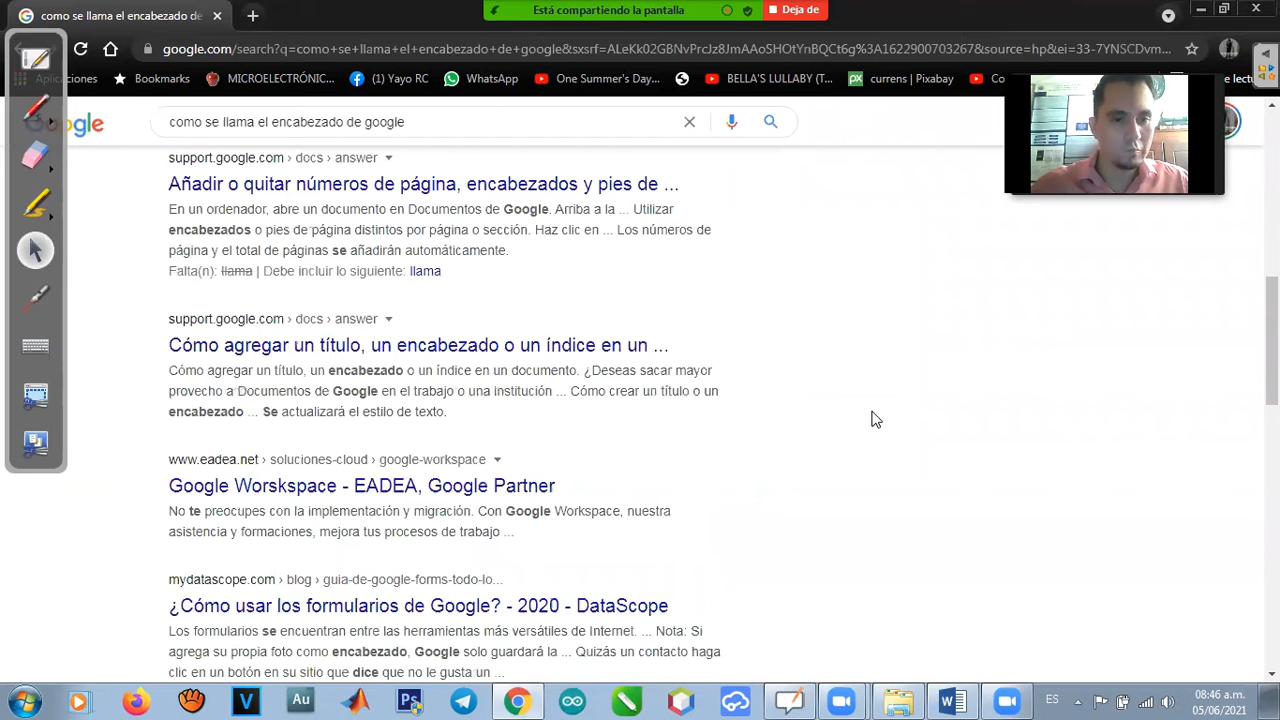 como se llama el encabezado de
Está compartiendo la pantalla
Deja de
google.com/search?q=como+se+llama+el+encabezado+de+google&sxsrf=ALeKk02GBNvPrcJz8JmAAoSHOtYnBQCt6g%3A1622900703267&source=hp&ei=33-7YNSCDvm...
Aplicaciones
Bookmarks
MICROELECTRÓNIC...
(1) Yayo RC
WhatsApp
One Summer's Day...
BELLA'S LULLABY (T...
currens | Pixabay
Co
e lectura
Google
como se llama el encabezado de google
support.google.com › docs › answer
Añadir o quitar números de página, encabezados y pies de ...
En un ordenador, abre un documento en Documentos de Google. Arriba a la ... Utilizar
encabezados o pies de página distintos por página o sección. Haz clic en ... Los números de
página y el total de páginas se añadirán automáticamente.
Falta(n): llama | Debe incluir lo siguiente: llama
support.google.com › docs › answer
Cómo agregar un título, un encabezado o un índice en un ...
Cómo agregar un título, un encabezado o un índice en un documento. ¿Deseas sacar mayor
provecho a Documentos de Google en el trabajo o una institución ... Cómo crear un título o un
encabezado ... Se actualizará el estilo de texto.
www.eadea.net › soluciones-cloud › google-workspace
Google Worskspace - EADEA, Google Partner
No te preocupes con la implementación y migración. Con Google Workspace, nuestra
asistencia y formaciones, mejora tus procesos de trabajo ...
mydatascope.com › blog › guia-de-google-forms-todo-lo...
¿Cómo usar los formularios de Google? - 2020 - DataScope
Los formularios se encuentran entre las herramientas más versátiles de Internet. ... Nota: Si
agrega su propia foto como encabezado, Google solo guardará la ... Quizás un contacto haga
clic en un botón en su sitio que dice que no le gusta un ...
V
Au
Ps
W
ES
08:46 a.m.
05/06/2021